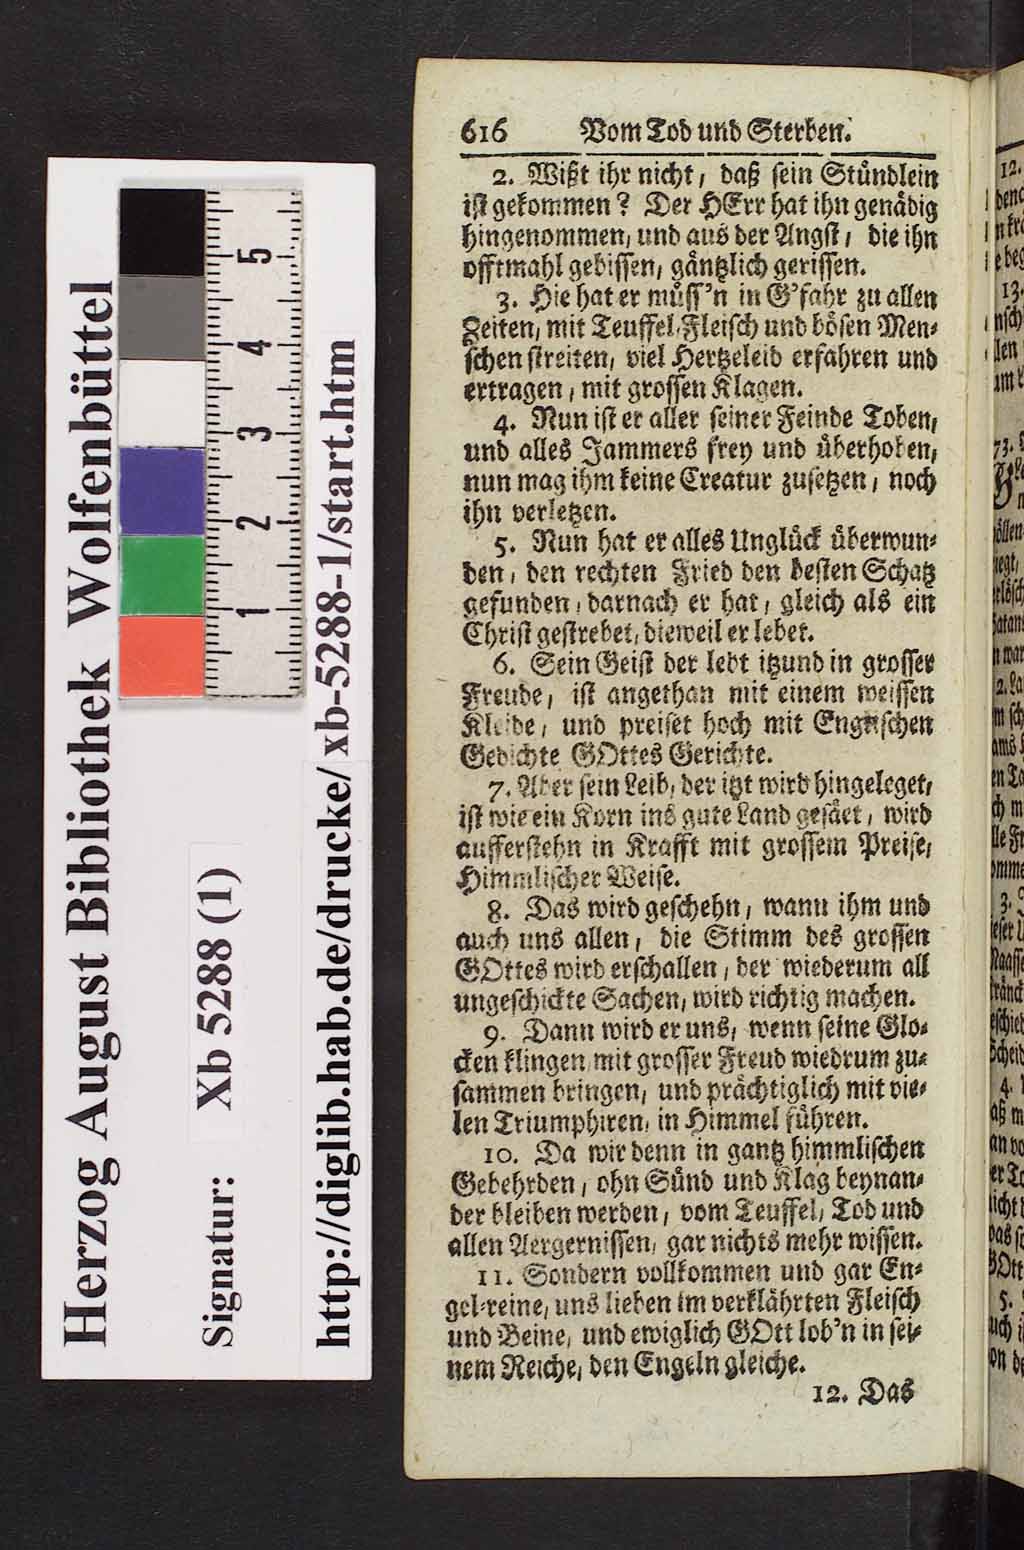 Herzog August Bibliothek Wolfenbüttel
Signatur: Xb 5288 (1)
http://diglib.hab.de/drucke/ xb-5288-1/start.htm
5
4
3
2
1
616 Vom Tod und Sterben.
2. Wißt ihr nicht, daß sein Stündlein
ist gekommen? Der HErr hat ihn genädig
hingenommen, und aus der Angst, die ihn
offtmahl gebissen, gäntzlich gerissen.
3. Hie hat er müss'n in G'fahr zu allen
Zeiten, mit Teuffel, Fleisch und bösen Men-
schen streiten, viel Hertzeleid erfahren und
ertragen, mit grossen Klagen.
4. Nun ist er aller seiner Feinde Toben,
und alles Jammers frey und überhoben,
nun mag ihm keine Creatur zusetzen, noch
ihn verletzen.
5. Nun hat er alles Unglück überwun-
den, den rechten Fried den besten Schatz
gefunden, darnach er hat, gleich als ein
Christ gestrebet, dieweil er lebet.
6. Sein Geist der lebt itzund in grosser
Freude, ist angethan mit einem weissen
Kleide, und preiset hoch mit Englischen
Gedichte GOttes Gerichte.
7. Aber sein Leib, der itzt wird hingeleget,
ist wie ein Korn ins gute Land gesäet, wird
aufferstehn in Krafft mit grossem Preise,
Himmlischer Weise.
8. Das wird geschehn, wann ihm und
auch uns allen, die Stimm des grossen
GOttes wird erschallen, der wiederum all
ungeschickte Sachen, wird richtig machen.
9. Dann wird er uns, wenn seine Glo-
cken klingen, mit grosser Freud wiedrum zu-
sammen bringen, und prächtiglich mit vie-
len Triumphiren, in Himmel führen.
10. Da wir denn in gantz himmlischen
Gebehrden, ohn Sünd und Klag beynan-
der bleiben werden, vom Teuffel, Tod und
allen Aergernissen, gar nichts mehr wissen.
11. Sondern vollkommen und gar En-
gel-reine, uns lieben im verklährten Fleisch
und Beine, und ewiglich GOtt lob'n in sei-
nem Reiche, den Engeln gleiche.
12. Das